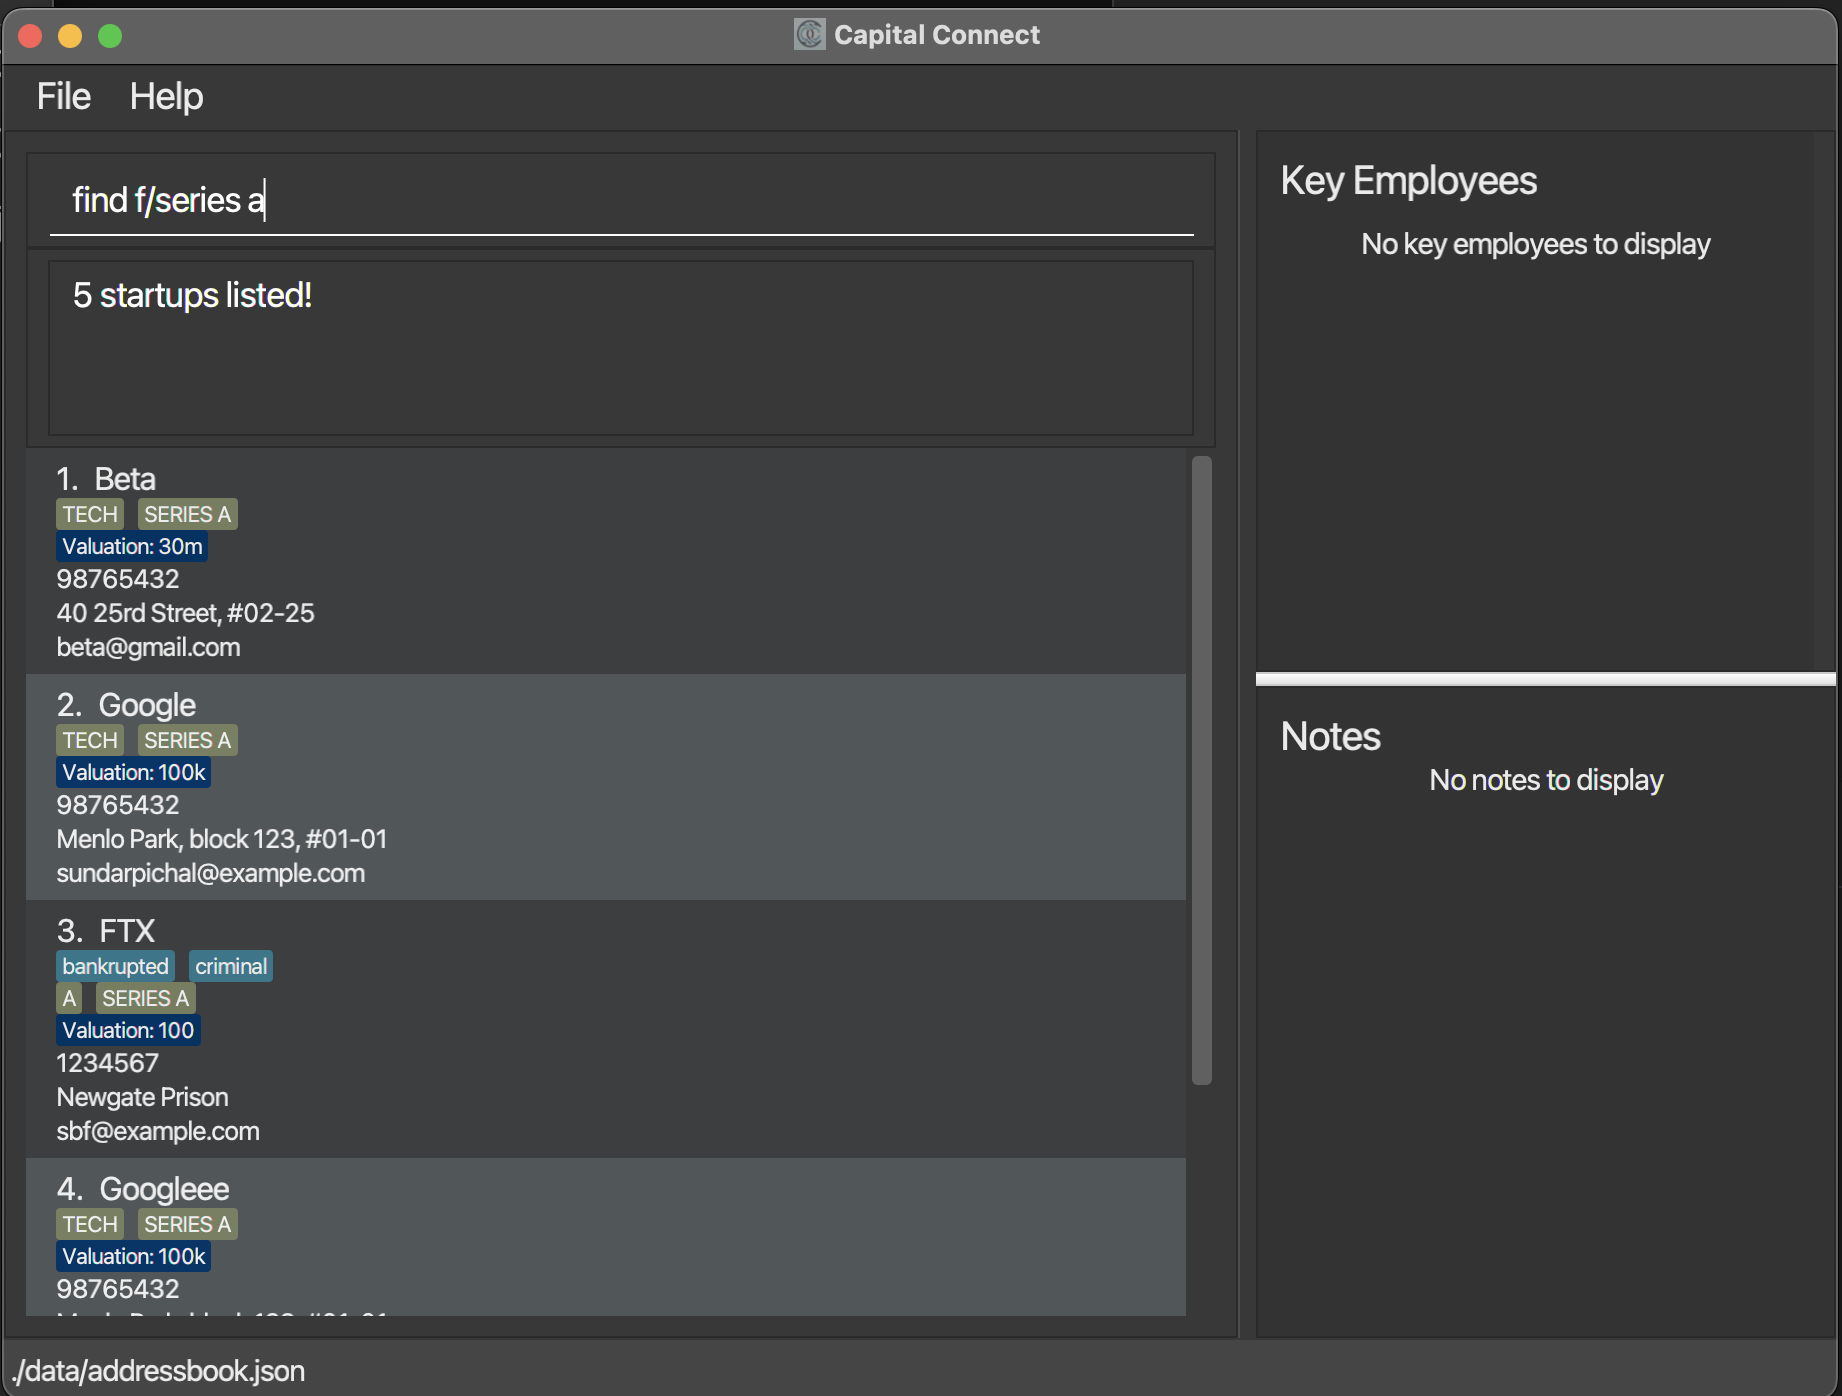 Capital Connect
File Help
find f/series a
5 startups listed!
1. Beta
TECH SERIES A
Valuation: 30m
98765432
40 25rd Street, #02-25
beta@gmail.com
2. Google
TECH SERIES A
Valuation: 100k
98765432
Menlo Park, block 123, #01-01
sundarpichal@example.com
3. FTX
bankrupted criminal
A SERIES A
Valuation: 100
1234567
Newgate Prison
sbf@example.com
4. Googleee
TECH SERIES A
Valuation: 100k
98765432
Key Employees
No key employees to display
Notes
No notes to display
./data/addressbook.json